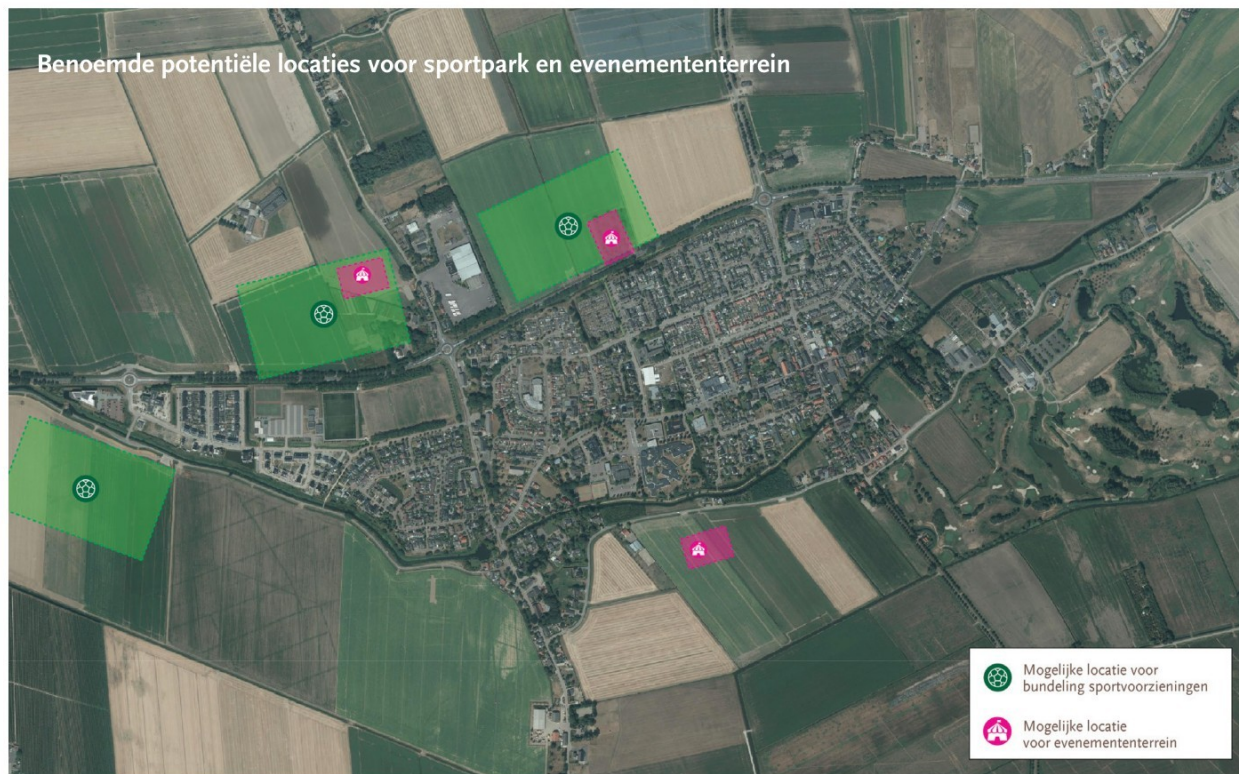 Benoemde potentiële locaties voor sportpark en evenemententerrein
Mogelijke locatie voor
bundeling sportvoorzieningen
Mogelijke locatie
voor evenemententerrein